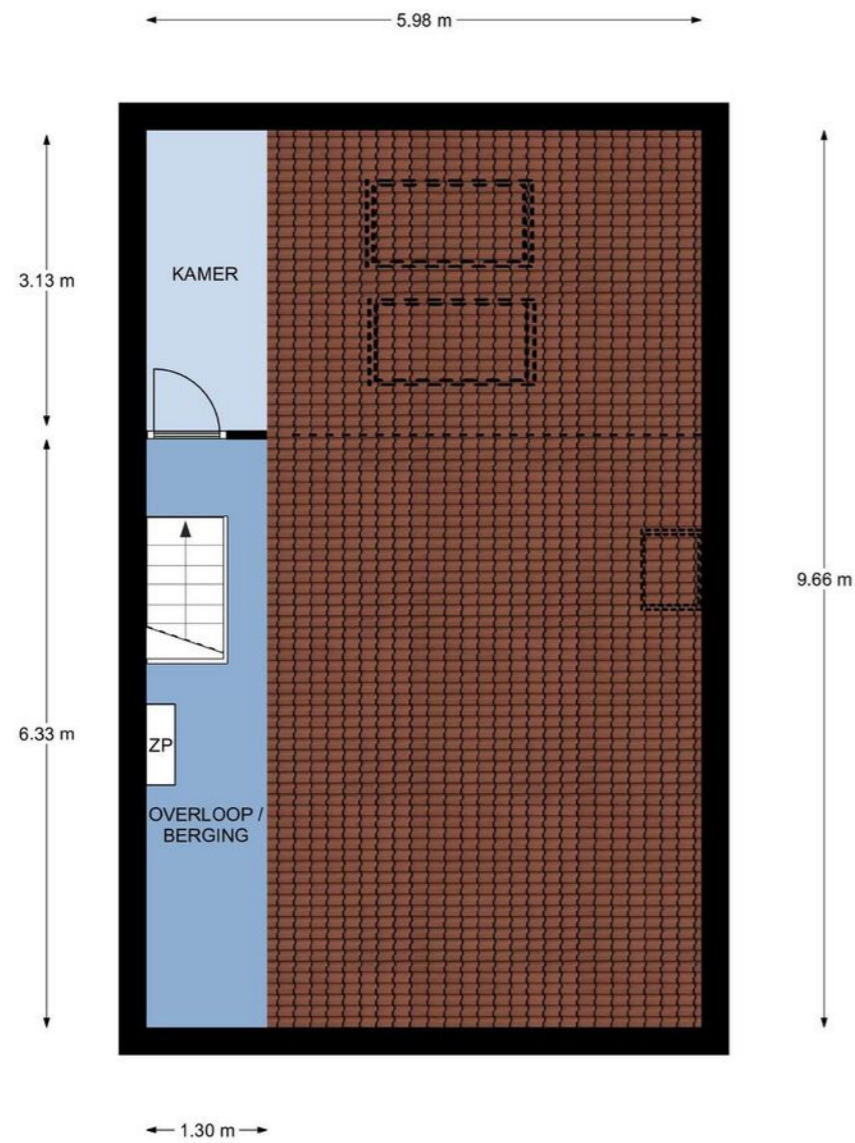 5.98 m
3.13 m
KAMER
9.66 m
6.33 m
ZP
OVERLOOP /
BERGING
1.30 m